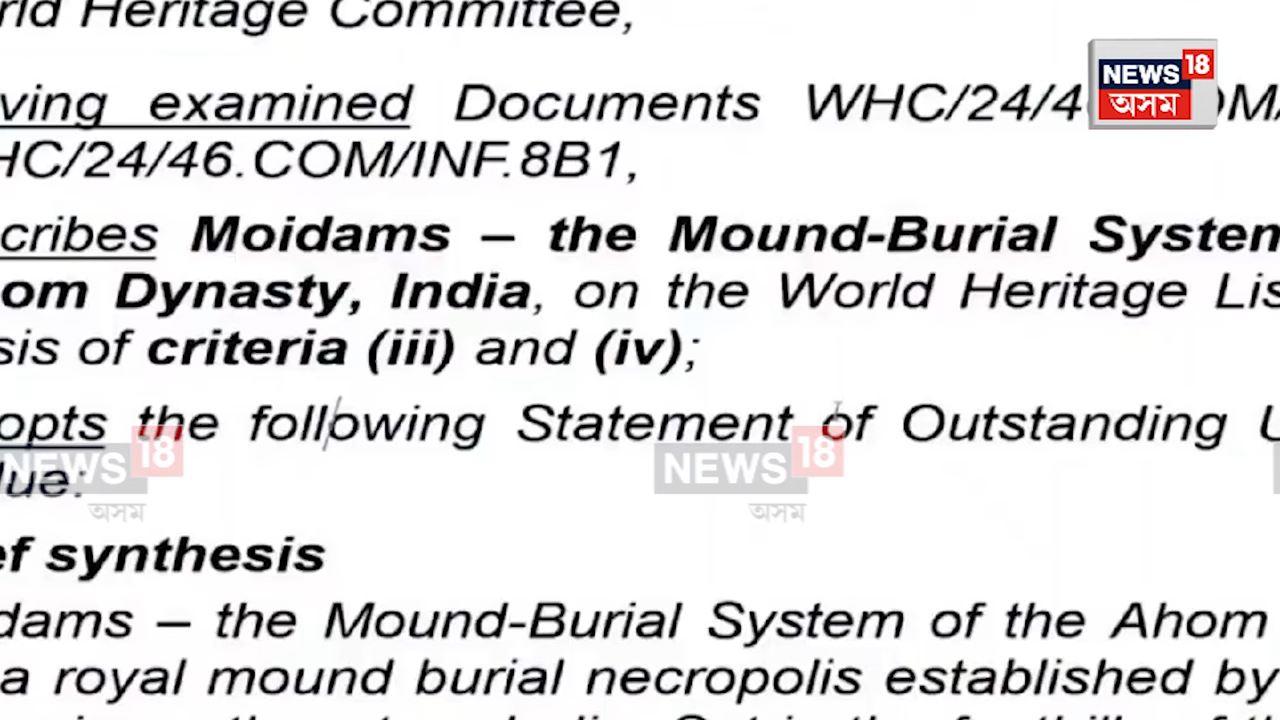 rld Heritage Committee,
NEWS 18
অসম
ving examined Documents WHC/24/4
HC/24/46.COM/INF.8B1,
cribes Moidams – the Mound-Burial System
om Dynasty, India, on the World Heritage Lis
sis of criteria (iii) and (iv);
opts the following Statement of Outstanding U
lue:
NEWS 18
অসম
NEWS 18
অসম
ef synthesis
dams – the Mound-Burial System of the Ahom
a royal mound burial necropolis established by